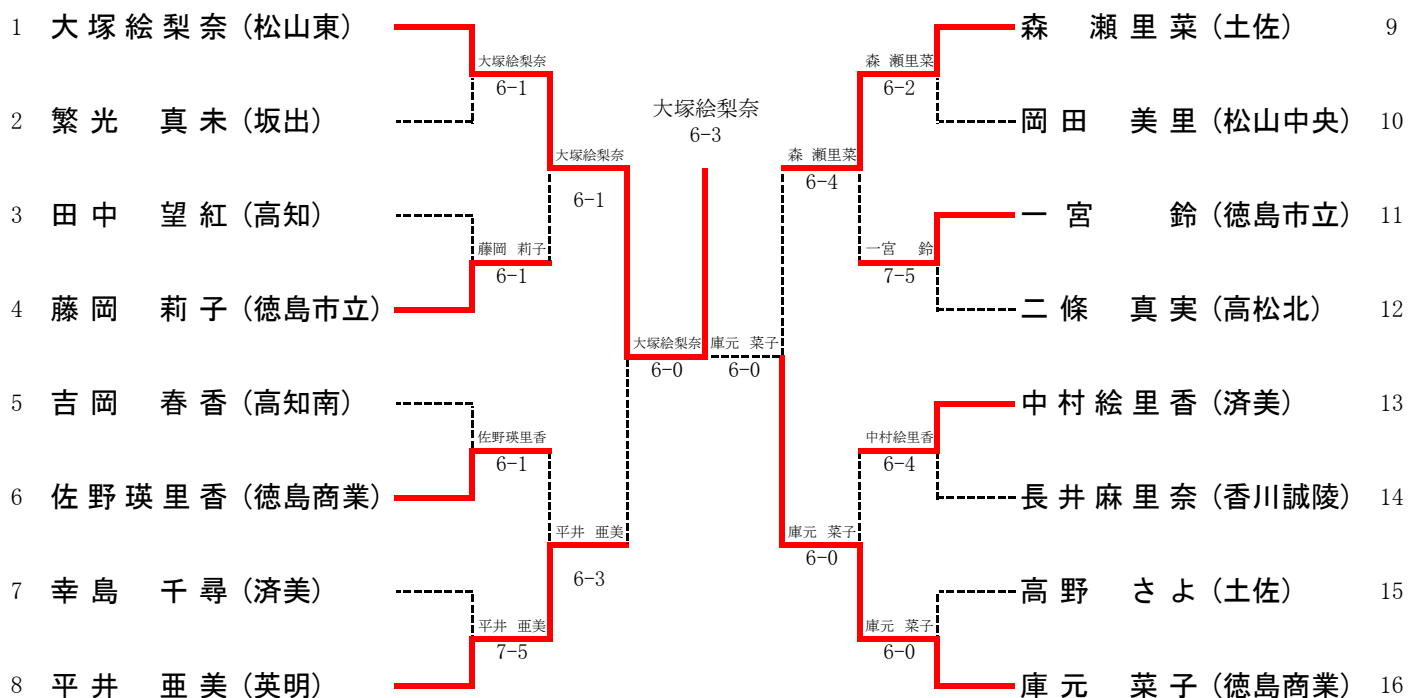 1 大塚絵梨奈（松山東）
大塚絵梨奈
6-1
2 繁光 真未（坂出）
大塚絵梨奈
6-1
3 田中 望紅（高知）
藤岡 莉子
6-1
4 藤岡 莉子（徳島市立）
大塚絵梨奈
6-0
5 吉岡 春香（高知南）
佐野瑛里香
6-1
6 佐野瑛里香（徳島商業）
平井 亜美
6-3
7 幸島 千尋（済美）
平井 亜美
7-5
8 平井 亜美（英明）
大塚絵梨奈
6-3
森 瀬里菜（土佐） 9
森 瀬里菜
6-2
岡田 美里（松山中央） 10
森 瀬里菜
6-4
一宮 鈴（徳島市立） 11
一宮 鈴
7-5
二條 真実（高松北） 12
庫元 菜子
6-0
中村絵里香（済美） 13
中村絵里香
6-4
長井麻里奈（香川誠陵） 14
庫元 菜子
6-0
高野 さよ（土佐） 15
庫元 菜子
6-0
庫元 菜子（徳島商業） 16